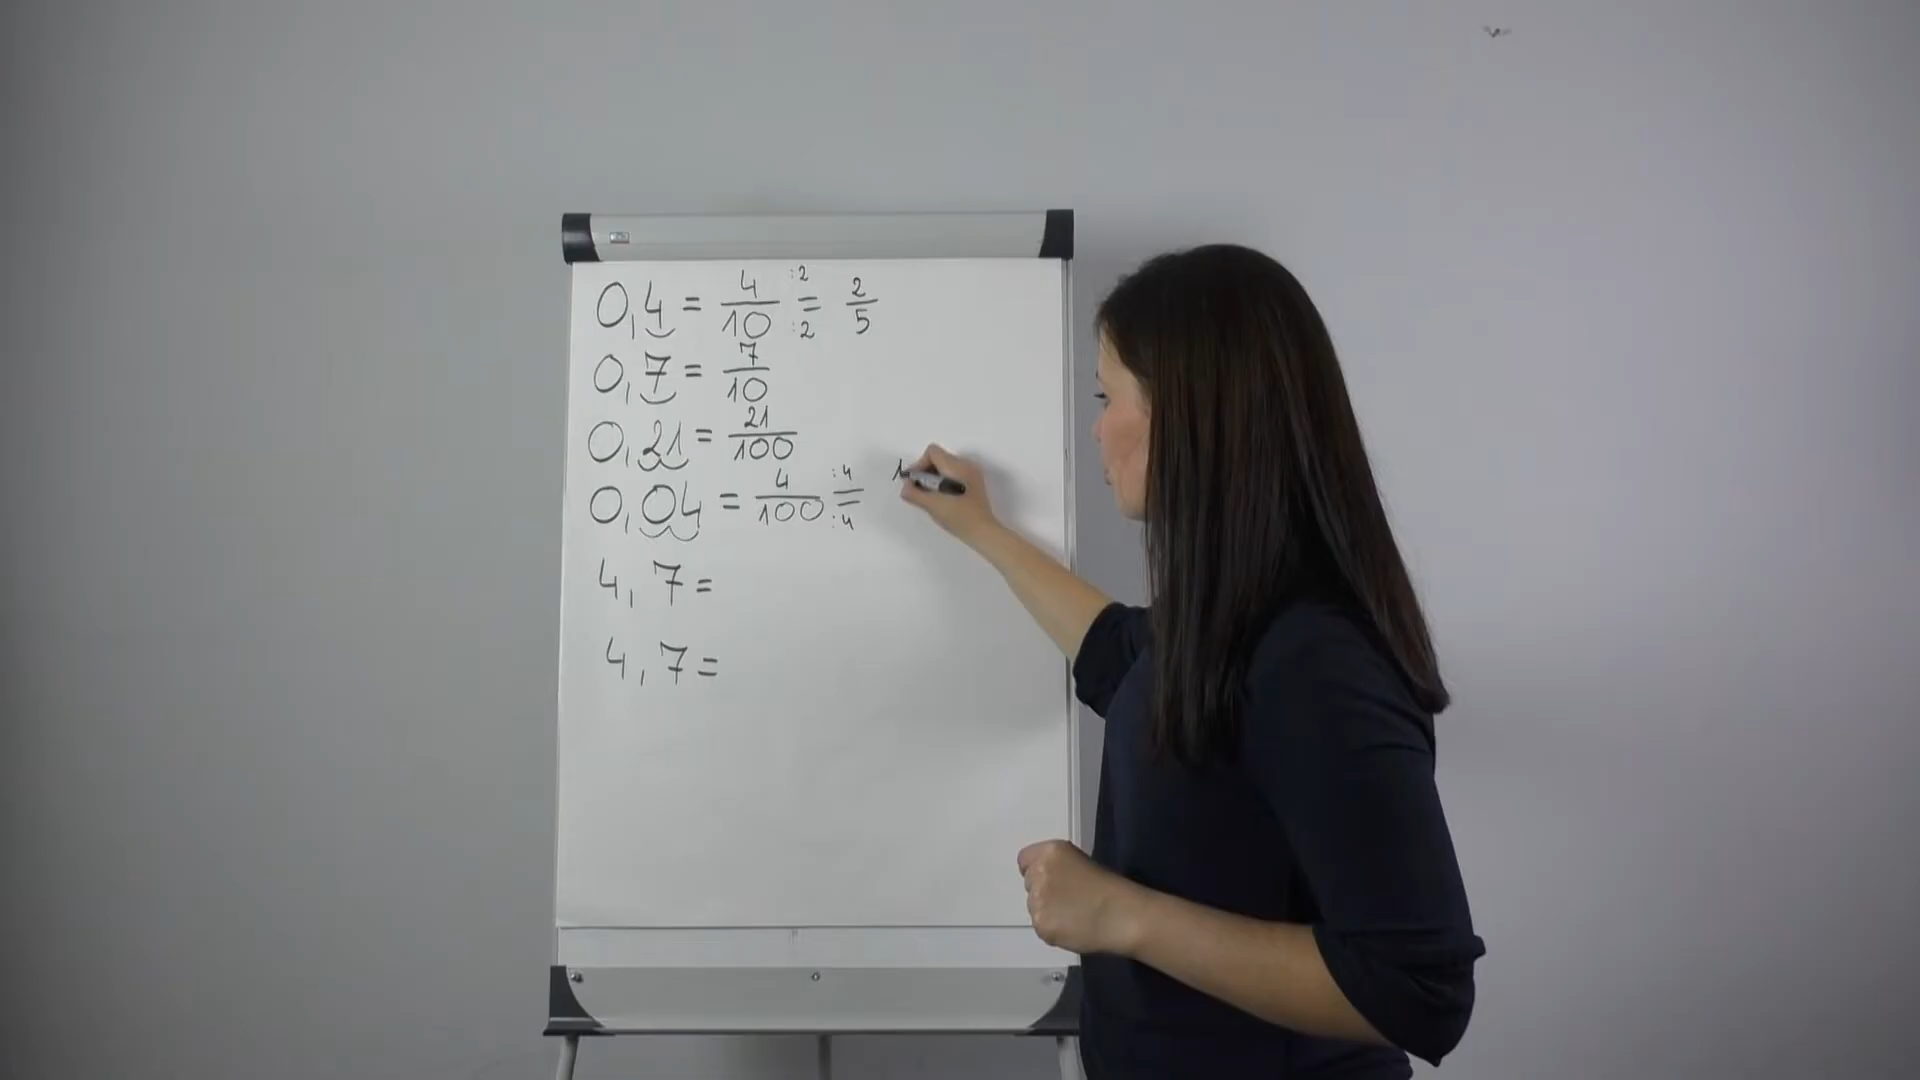 0,4 = 4/10 :2 = :2 2/5
0,7 = 7/10
0,21 = 21/100
0,04 = 4/100 :4 = :4 1
4,7 =
4,7 =